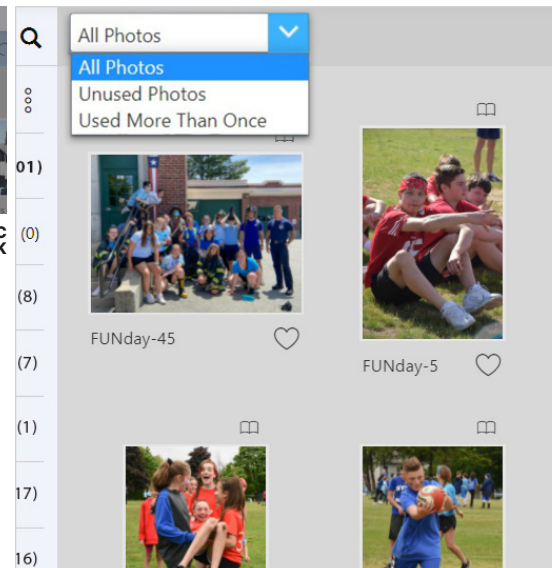 All Photos
All Photos
Unused Photos
Used More Than Once
01)
C
K
(0)
(8)
FUNday-45
(7)
FUNday-5
(1)
17)
16)